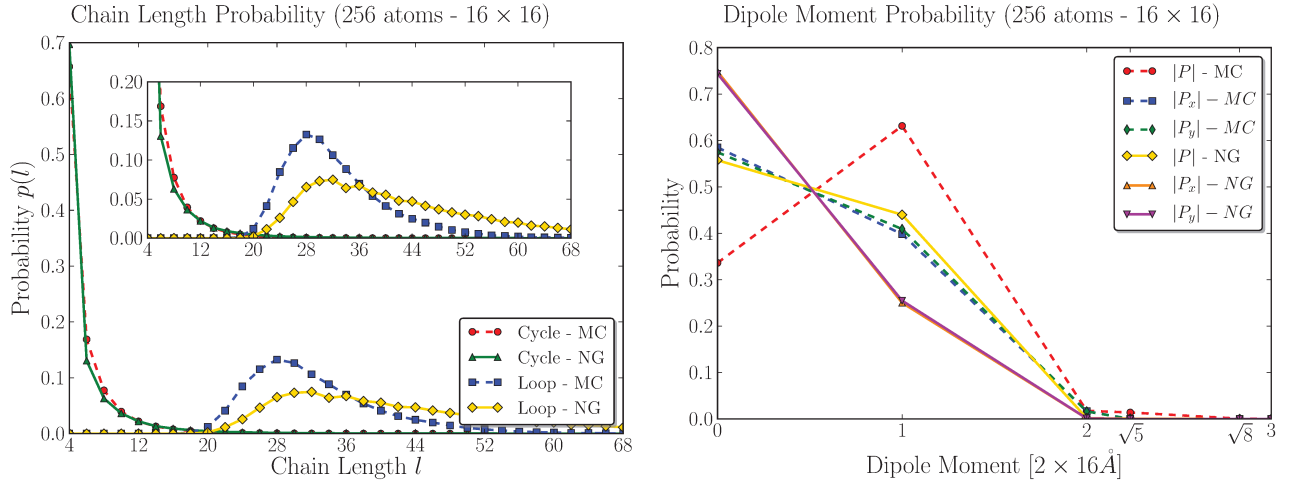 Chain Length Probability (256 atoms - 16 × 16)
0.7
0.6
0.5
0.4
0.3
0.2
0.1
0.0
Probability p(l)
0.20
0.15
0.10
0.05
0.00
4 12 20 28 36 44 52 60 68
Cycle - MC
Cycle - NG
Loop - MC
Loop - NG
4 12 20 28 36 44 52 60 68
Chain Length l
Dipole Moment Probability (256 atoms - 16 × 16)
0.8
0.7
0.6
0.5
0.4
0.3
0.2
0.1
0.0
Probability
|P| - MC
|Px| − MC
|Py| − MC
|P| - NG
|Px| − NG
|Py| − NG
0 1 2 √5 √8 3
Dipole Moment [2 × 16Å]